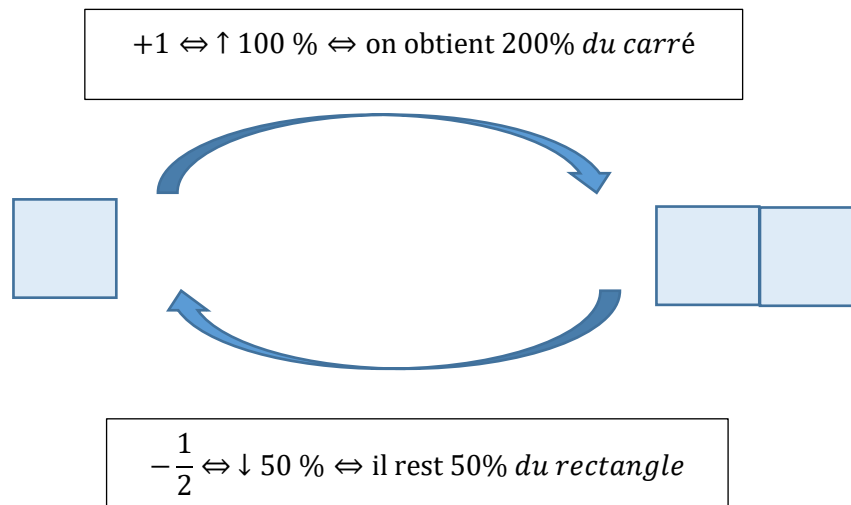 +1 ⇔ ↑ 100 % ⇔ on obtient 200% du carré
−1/2 ⇔ ↓ 50 % ⇔ il rest 50% du rectangle